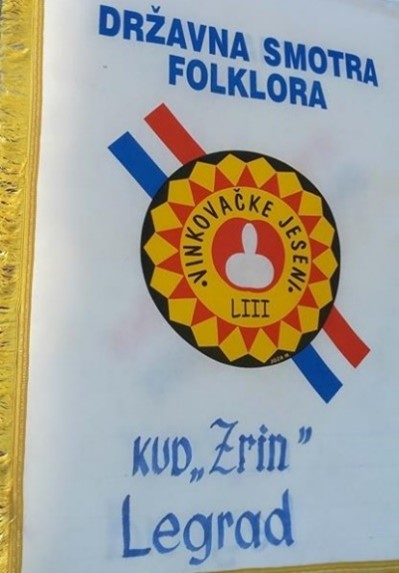 DRŽAVNA SMOTRA
FOLKLORA
·VINKOVAČKE JESENI·
LIII
KUD „Zrin”
Legrad